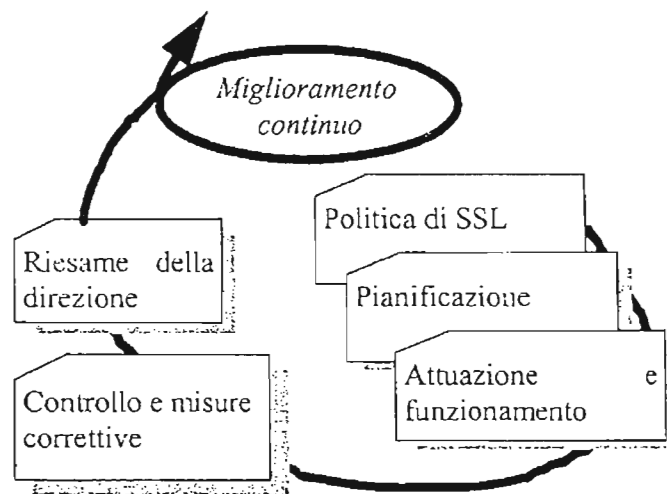 Miglioramento
continuo
Politica di SSL
Pianificazione
Attuazione e
funzionamento
Controllo e misure
correttive
Riesame della
direzione